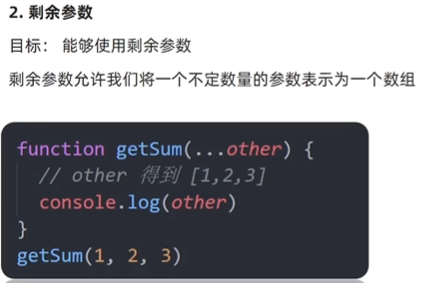 2. 剩余参数
目标： 能够使用剩余参数
剩余参数允许我们将一个不定数量的参数表示为一个数组
function getSum(...other) {
// other 得到 [1,2,3]
console.log(other)
}
getSum(1, 2, 3)